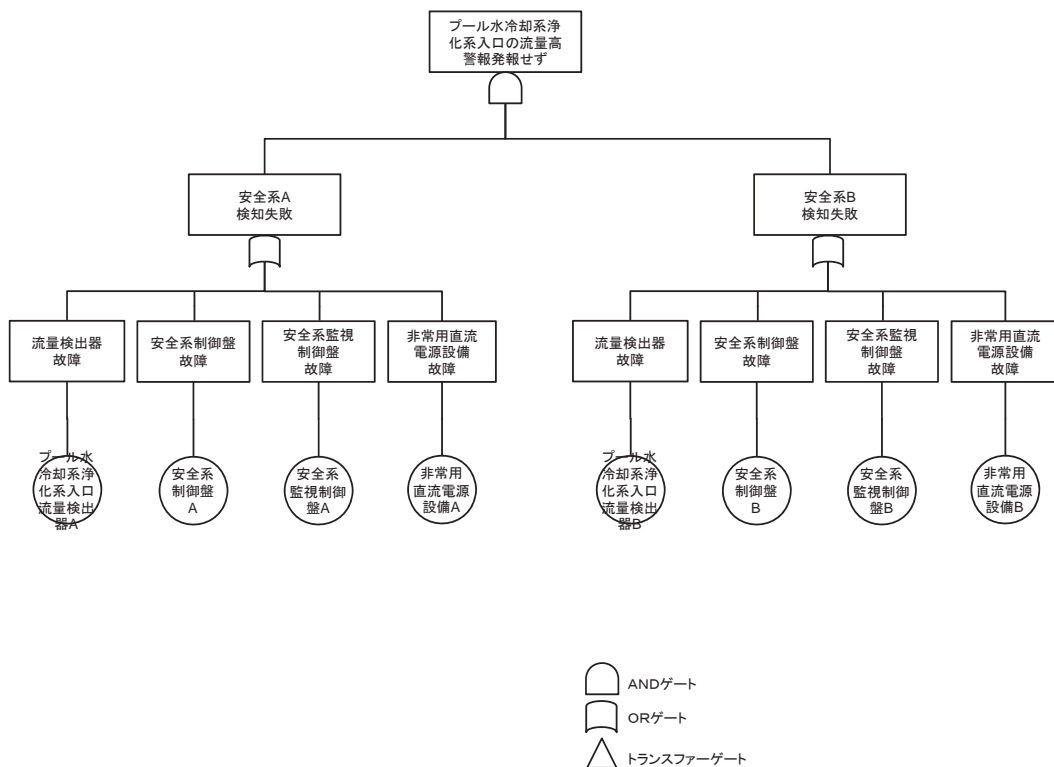 プール水冷却系浄
化系入口の流量高
警報発報せず
安全系A
検知失敗
安全系B
検知失敗
流量検出器
故障
安全系制御盤
故障
安全系監視
制御盤
故障
非常用直流
電源設備
故障
流量検出器
故障
安全系制御盤
故障
安全系監視
制御盤
故障
非常用直流
電源設備
故障
プール水
冷却系浄
化系入口
流量検出
器A
安全系
制御盤
A
安全系
監視制御
盤A
非常用
直流電源
設備A
プール水
冷却系浄
化系入口
流量検出
器B
安全系
制御盤
B
安全系
監視制御
盤B
非常用
直流電源
設備B
ANDゲート
ORゲート
トランスファーゲート